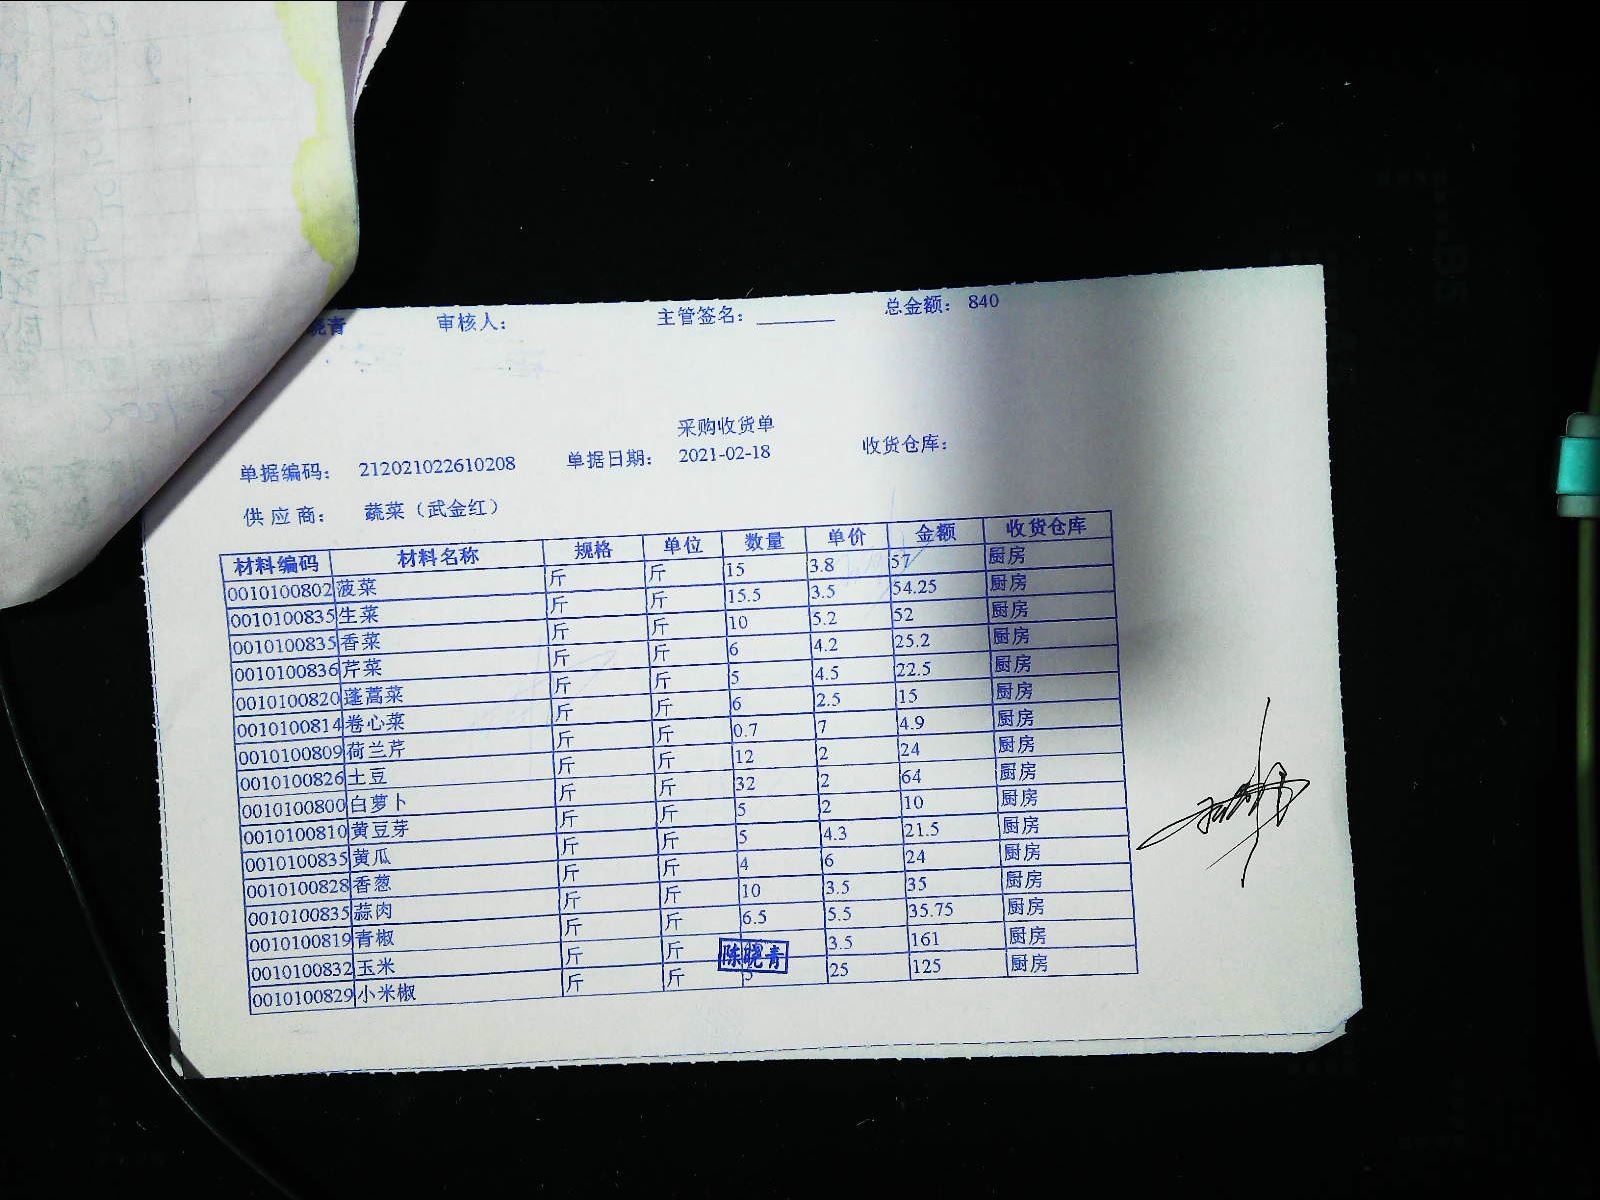 晓青 审核人： 主管签名：________ 总金额： 840
采购收货单
单据编码： 212021022610208 单据日期： 2021-02-18 收货仓库：
供应商： 蔬菜（武金红）
材料编码 材料名称 规格 单位 数量 单价 金额 收货仓库
0010100802 菠菜 斤 斤 15 3.8 57 厨房
0010100835 生菜 斤 斤 15.5 3.5 54.25 厨房
0010100835 香菜 斤 斤 10 5.2 52 厨房
0010100836 芹菜 斤 斤 6 4.2 25.2 厨房
0010100820 蓬蒿菜 斤 斤 5 4.5 22.5 厨房
0010100814 卷心菜 斤 斤 6 2.5 15 厨房
0010100809 荷兰芹 斤 斤 0.7 7 4.9 厨房
0010100826 土豆 斤 斤 12 2 24 厨房
0010100800 白萝卜 斤 斤 32 2 64 厨房
0010100810 黄豆芽 斤 斤 5 2 10 厨房
0010100835 黄瓜 斤 斤 5 4.3 21.5 厨房
0010100828 香葱 斤 斤 4 6 24 厨房
0010100835 蒜肉 斤 斤 10 3.5 35 厨房
0010100819 青椒 斤 斤 6.5 5.5 35.75 厨房
0010100832 玉米 斤 斤 3.5 161 厨房
0010100829 小米椒 斤 斤 5 25 125 厨房
陈晓青